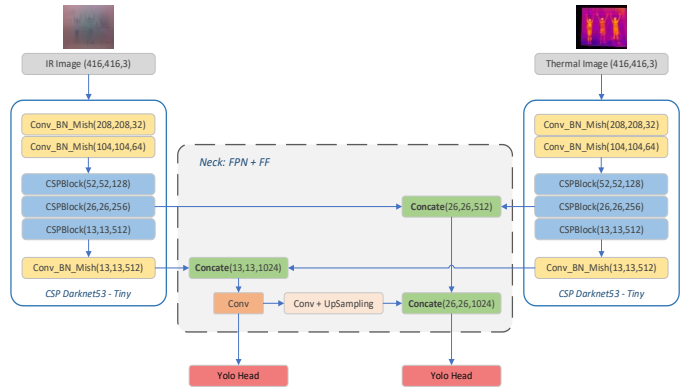 IR Image (416,416,3)
Thermal Image (416,416,3)
Conv_BN_Mish(208,208,32)
Conv_BN_Mish(104,104,64)
CSPBlock(52,52,128)
CSPBlock(26,26,256)
CSPBlock(13,13,512)
Conv_BN_Mish(13,13,512)
CSP Darknet53 - Tiny
Neck: FPN + FF
Concate(26,26,512)
Concate(13,13,1024)
Conv
Conv + UpSampling
Concate(26,26,1024)
Yolo Head
Yolo Head
Conv_BN_Mish(208,208,32)
Conv_BN_Mish(104,104,64)
CSPBlock(52,52,128)
CSPBlock(26,26,256)
CSPBlock(13,13,512)
Conv_BN_Mish(13,13,512)
CSP Darknet53 - Tiny